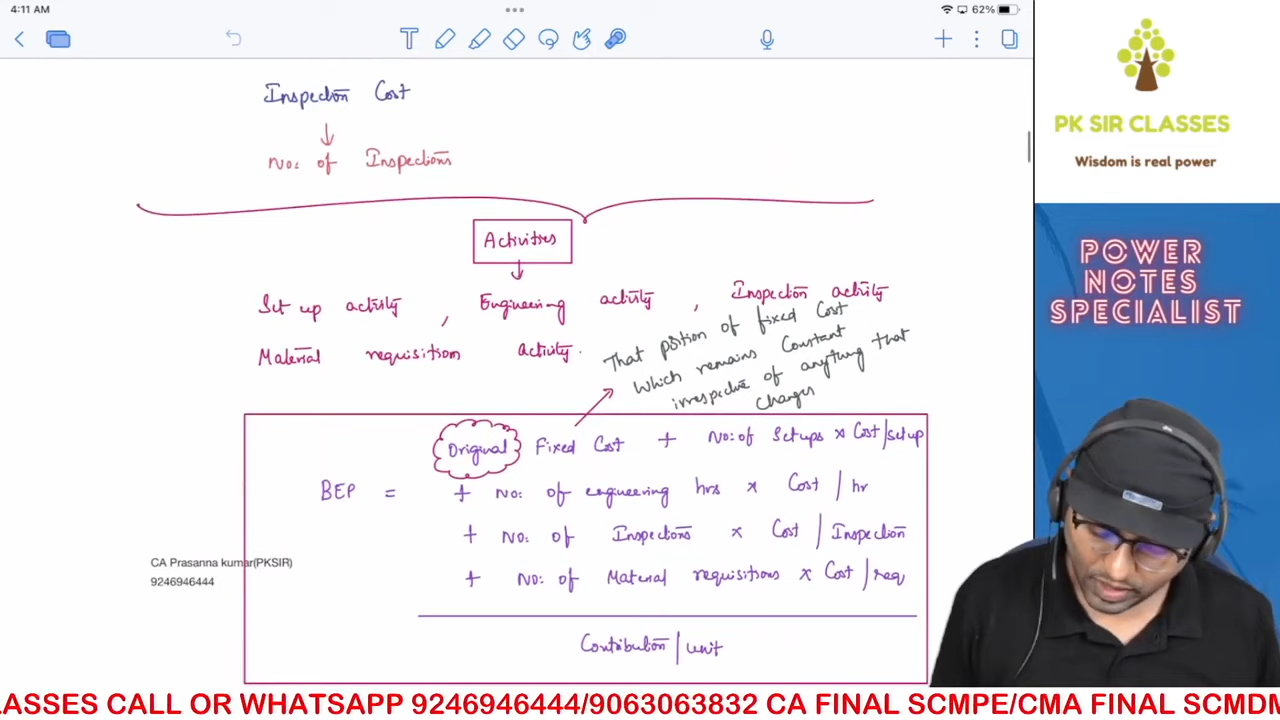 4:11 AM
62%
Inspection Cost
No: of Inspections
Activities
Set up activity , Engineering activity , Inspection activity
Material requisition activity.
That portion of fixed Cost
which remains Constant
irrespective of anything that
changes
Original Fixed Cost + No: of Setups x Cost/setup
BEP = + No: of engineering hrs x Cost / hr
+ No: of Inspections x Cost / Inspection
+ No: of Material requisitions x Cost /req
Contribution / unit
CA Prasanna kumar(PKSIR)
9246946444
PK SIR CLASSES
Wisdom is real power
POWER
NOTES
SPECIALIST
LASSES CALL OR WHATSAPP 9246946444/9063063832 CA FINAL SCMPE/CMA FINAL SCMDM